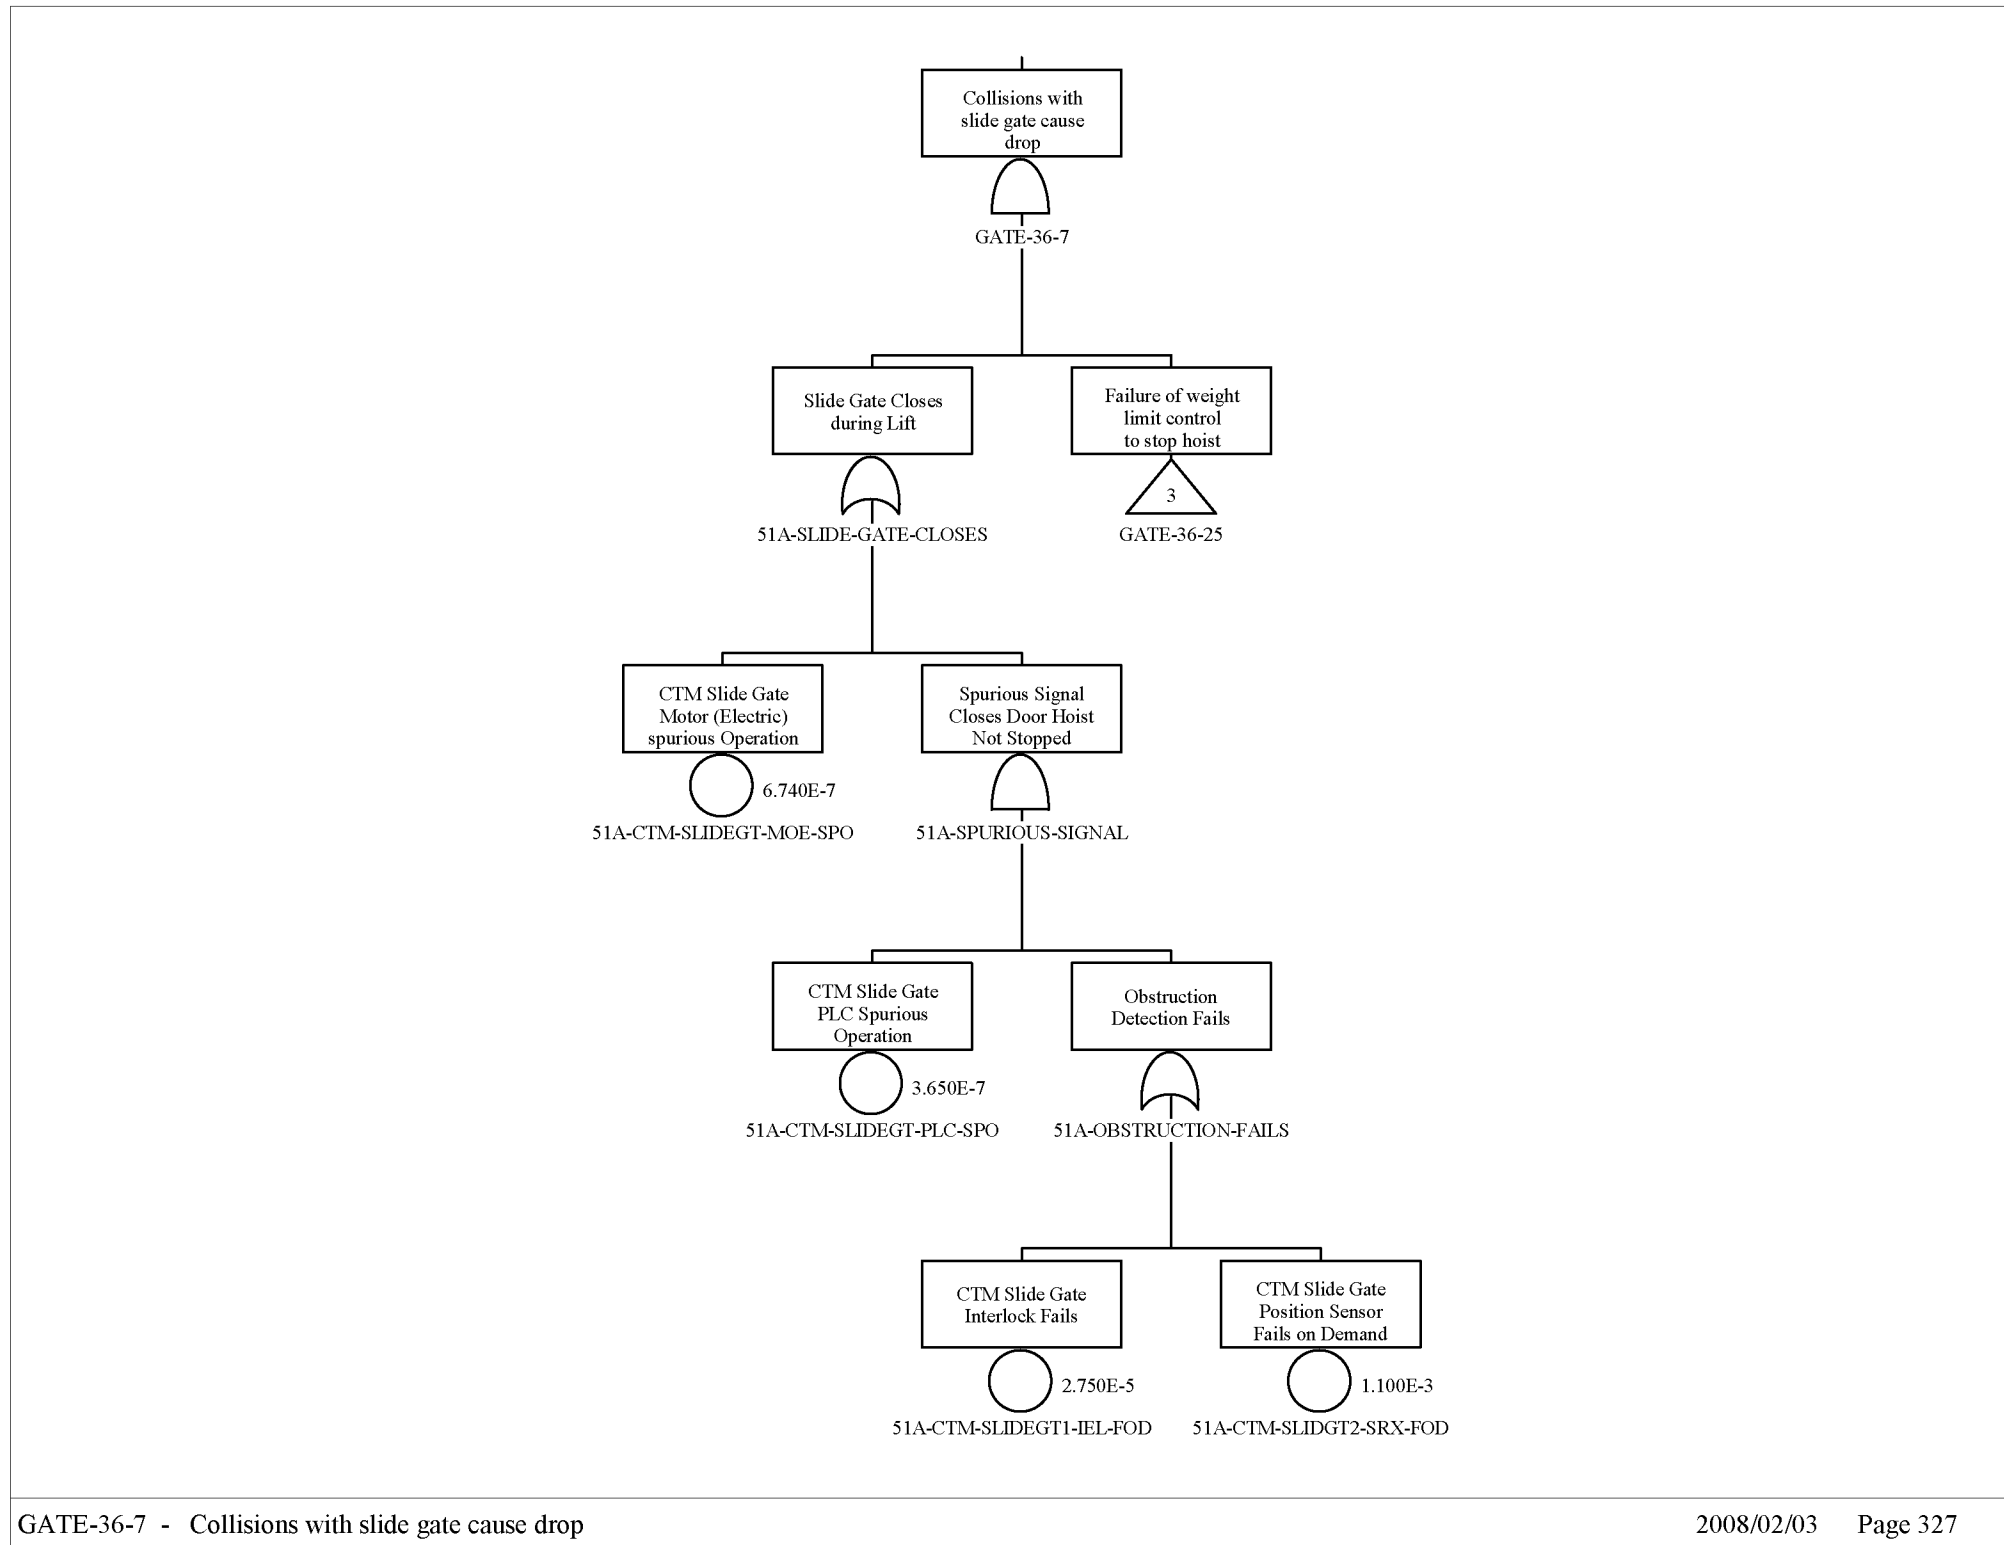 Collisions with
slide gate cause
drop
GATE-36-7
Slide Gate Closes
during Lift
51A-SLIDE-GATE-CLOSES
Failure of weight
limit control
to stop hoist
3
GATE-36-25
CTM Slide Gate
Motor (Electric)
spurious Operation
6.740E-7
51A-CTM-SLIDEGT-MOE-SPO
Spurious Signal
Closes Door Hoist
Not Stopped
51A-SPURIOUS-SIGNAL
CTM Slide Gate
PLC Spurious
Operation
3.650E-7
51A-CTM-SLIDEGT-PLC-SPO
Obstruction
Detection Fails
51A-OBSTRUCTION-FAILS
CTM Slide Gate
Interlock Fails
2.750E-5
51A-CTM-SLIDEGT1-IEL-FOD
CTM Slide Gate
Position Sensor
Fails on Demand
1.100E-3
51A-CTM-SLIDGT2-SRX-FOD
GATE-36-7 - Collisions with slide gate cause drop
2008/02/03 Page 327